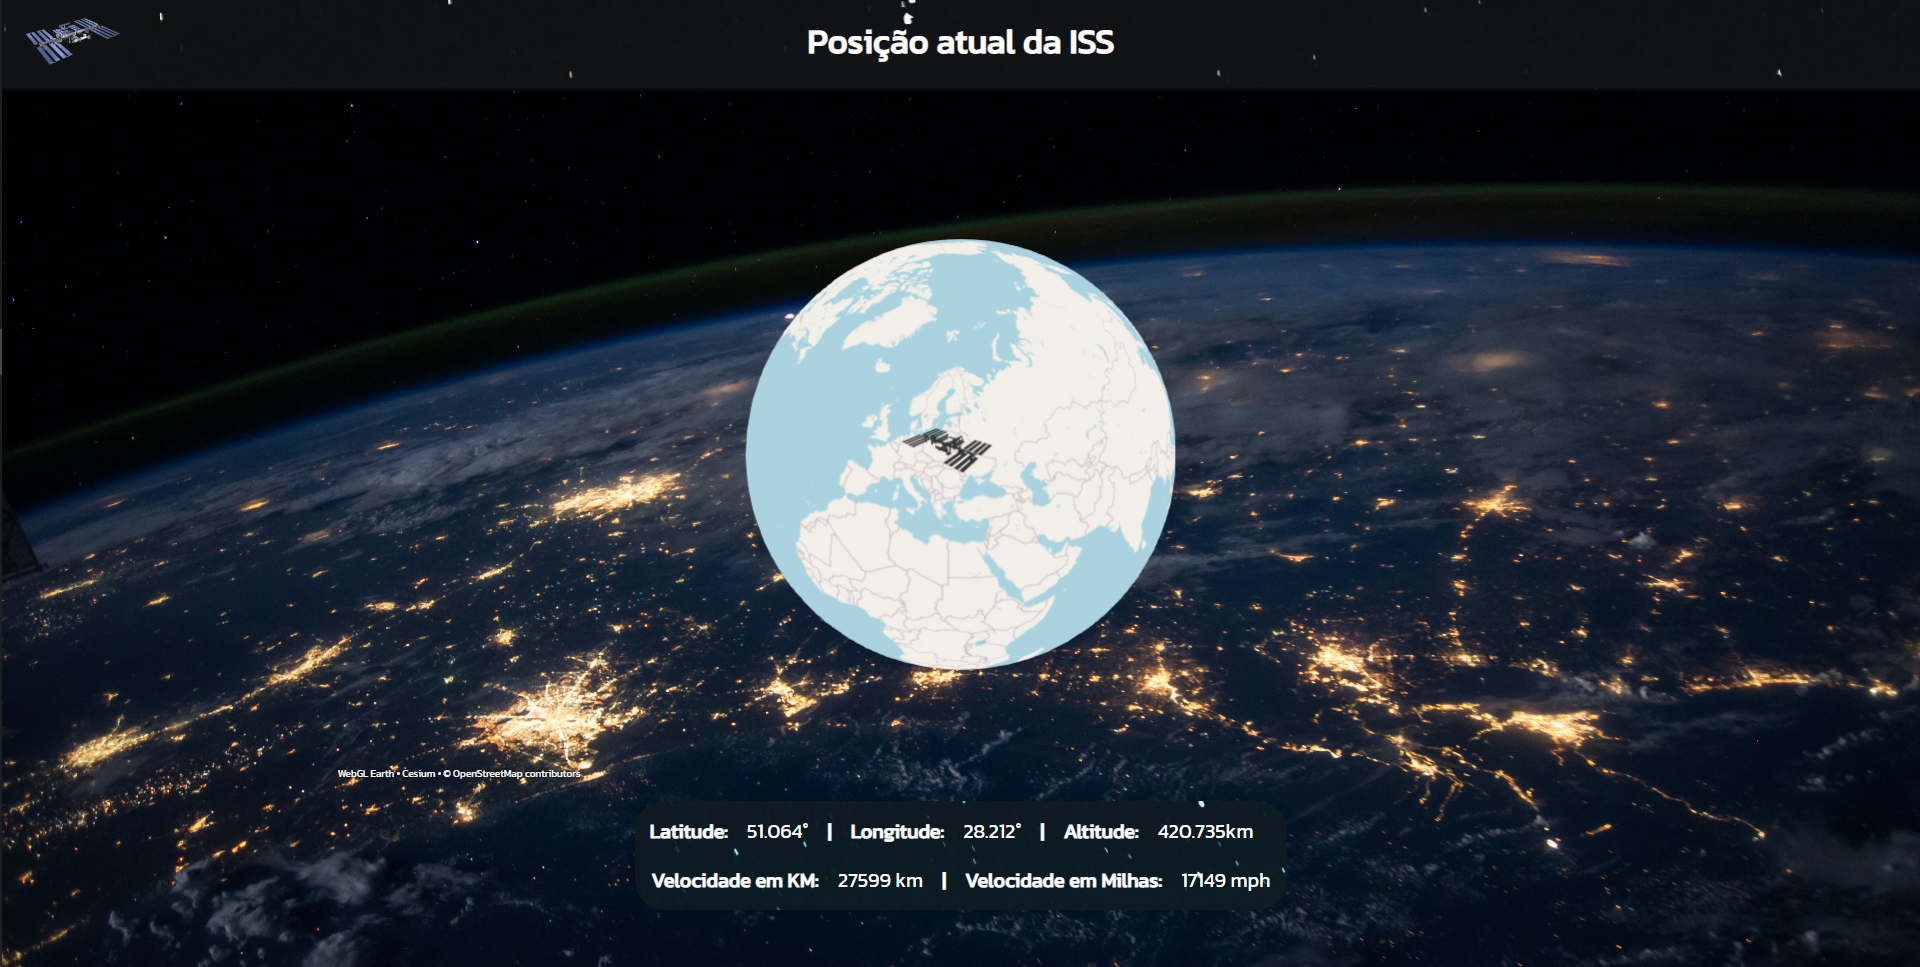 Posição atual da ISS
WebGL Earth • Cesium • © OpenStreetMap contributors
Latitude: 51.064° | Longitude: 28.212° | Altitude: 420.735km
Velocidade em KM: 27599 km | Velocidade em Milhas: 17149 mph